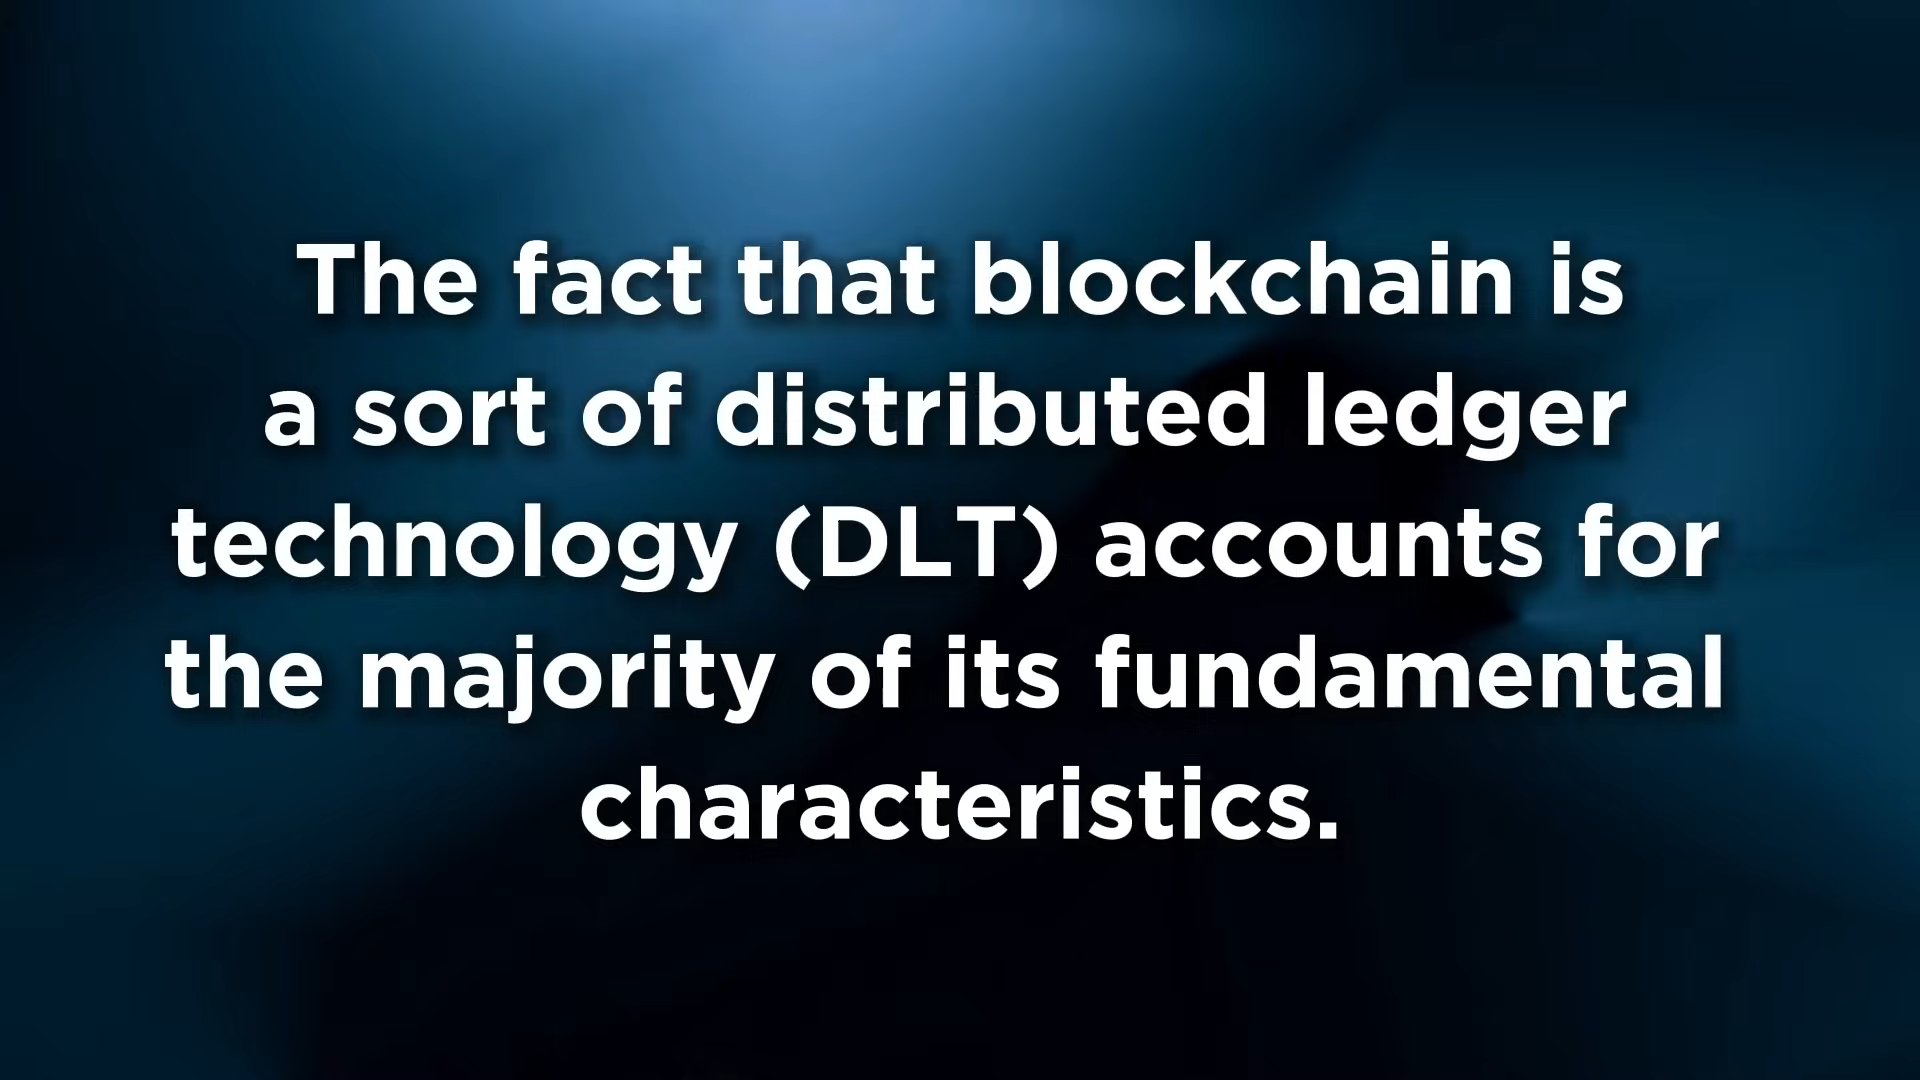 The fact that blockchain is
a sort of distributed ledger
technology (DLT) accounts for
the majority of its fundamental
characteristics.